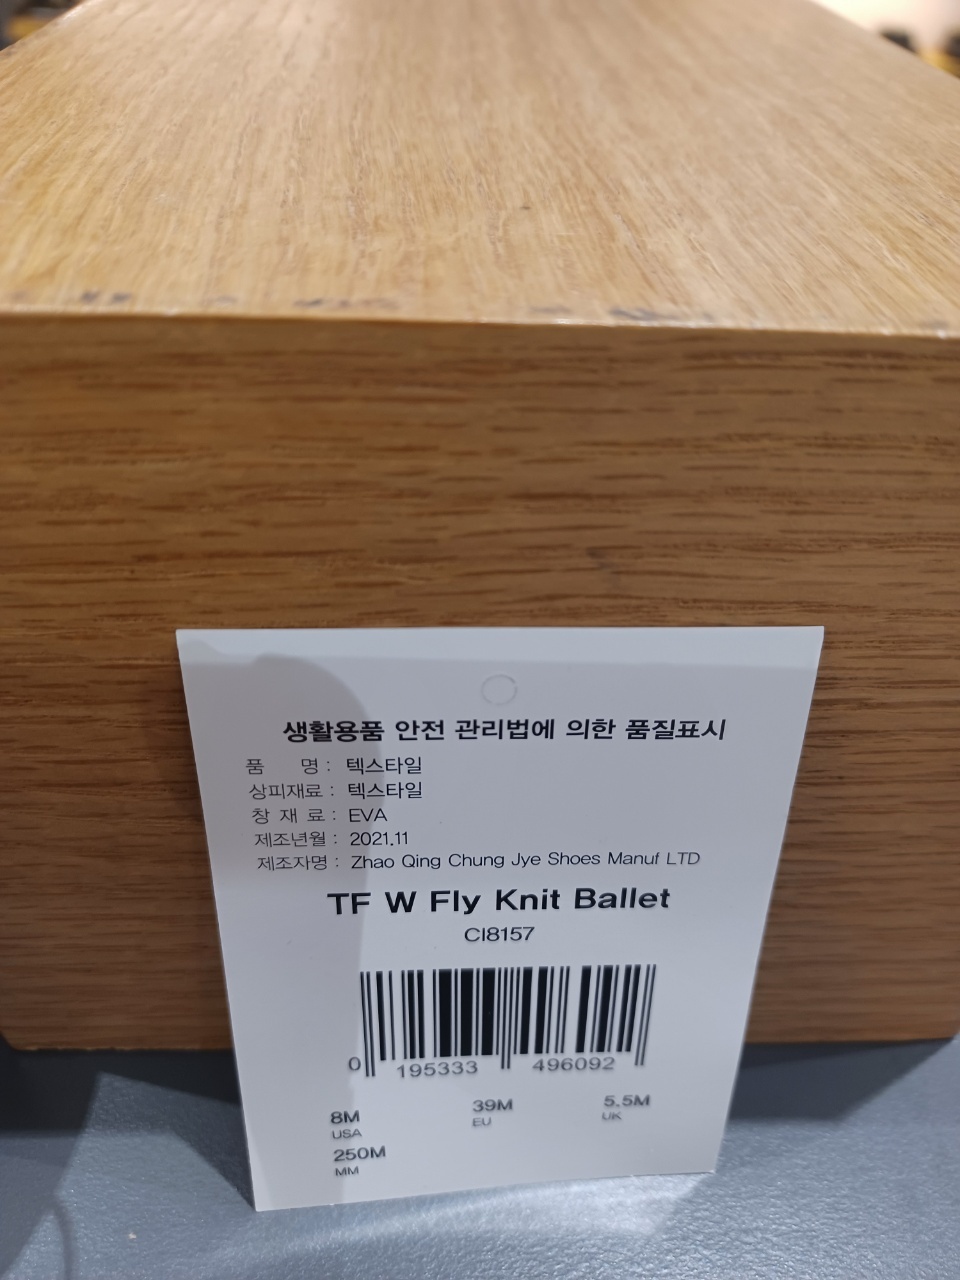 생활용품 안전 관리법에 의한 품질표시
품 명 : 텍스타일
상피재료 : 텍스타일
창 재 료 : EVA
제조년월 : 2021.11
제조자명 : Zhao Qing Chung Jye Shoes Manuf LTD
TF W Fly Knit Ballet
CI8157
0 195333 496092
8M 39M 5.5M
USA EU UK
250M
MM